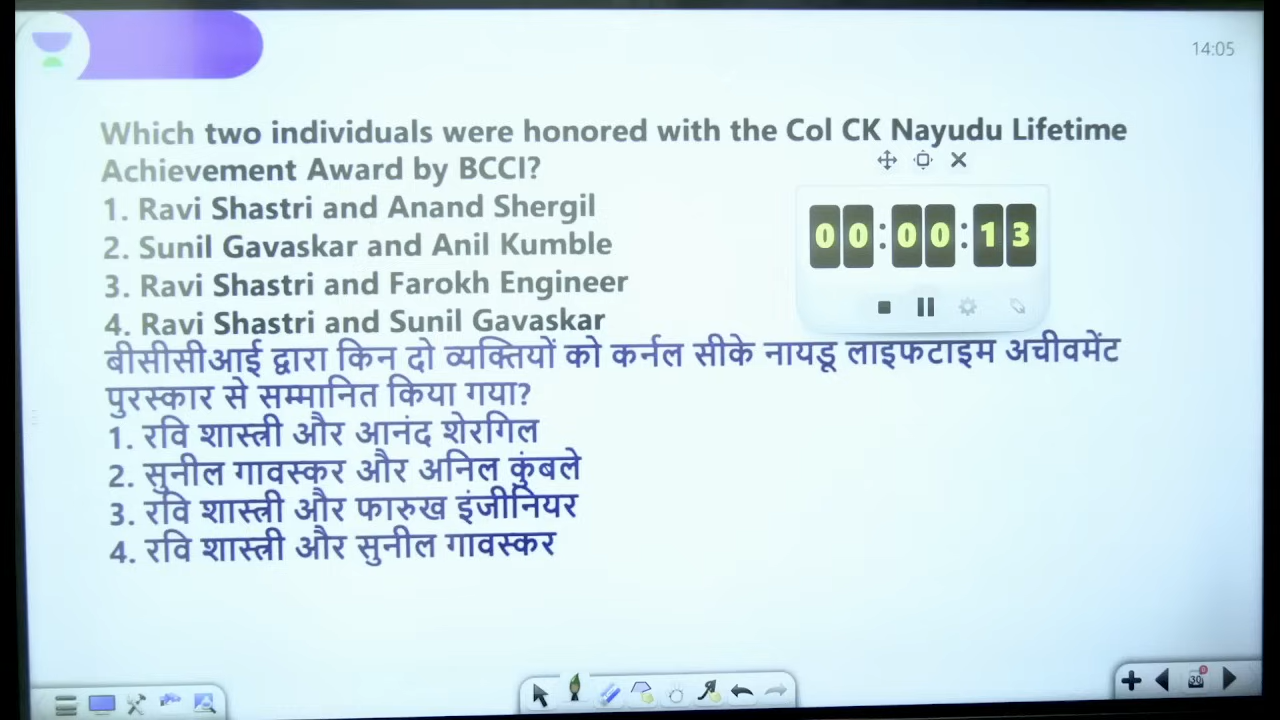 14:05
Which two individuals were honored with the Col CK Nayudu Lifetime
Achievement Award by BCCI?
1. Ravi Shastri and Anand Shergil
2. Sunil Gavaskar and Anil Kumble
3. Ravi Shastri and Farokh Engineer
4. Ravi Shastri and Sunil Gavaskar
00:00:13
बीसीसीआई द्वारा किन दो व्यक्तियों को कर्नल सीके नायडू लाइफटाइम अचीवमेंट
पुरस्कार से सम्मानित किया गया?
1. रवि शास्त्री और आनंद शेरगिल
2. सुनील गावस्कर और अनिल कुंबले
3. रवि शास्त्री और फारुख इंजीनियर
4. रवि शास्त्री और सुनील गावस्कर
30